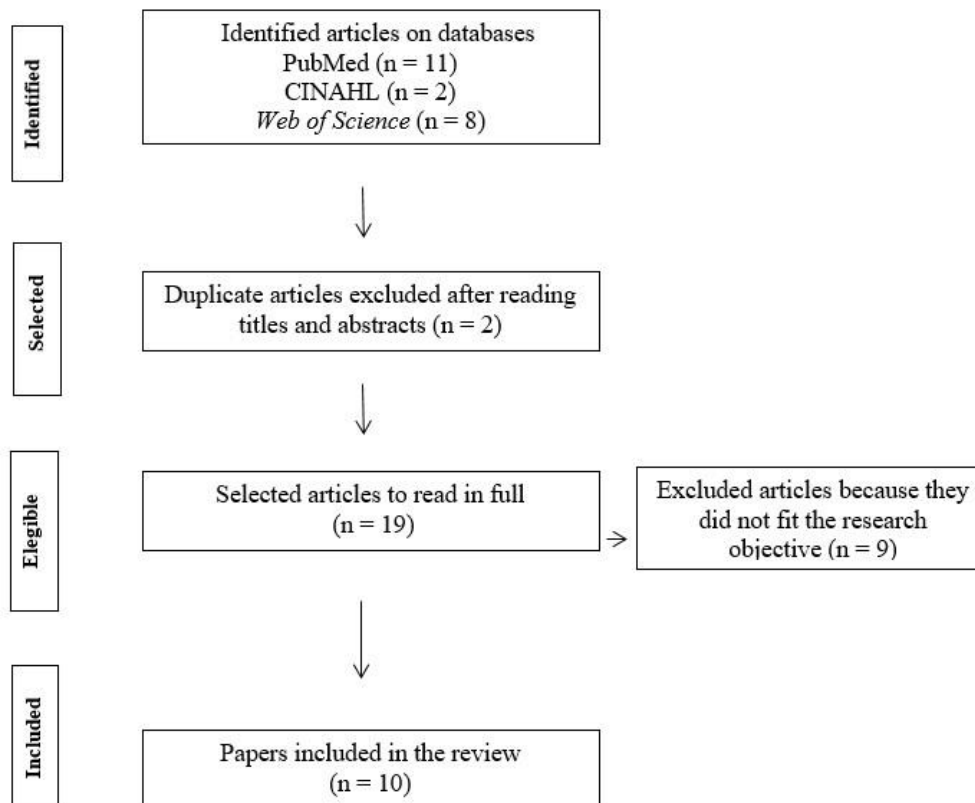 Identified
Identified articles on databases
PubMed (n = 11)
CINAHL (n = 2)
Web of Science (n = 8)
Selected
Duplicate articles excluded after reading
titles and abstracts (n = 2)
Elegible
Selected articles to read in full
(n = 19)
Excluded articles because they
did not fit the research
objective (n = 9)
Included
Papers included in the review
(n = 10)